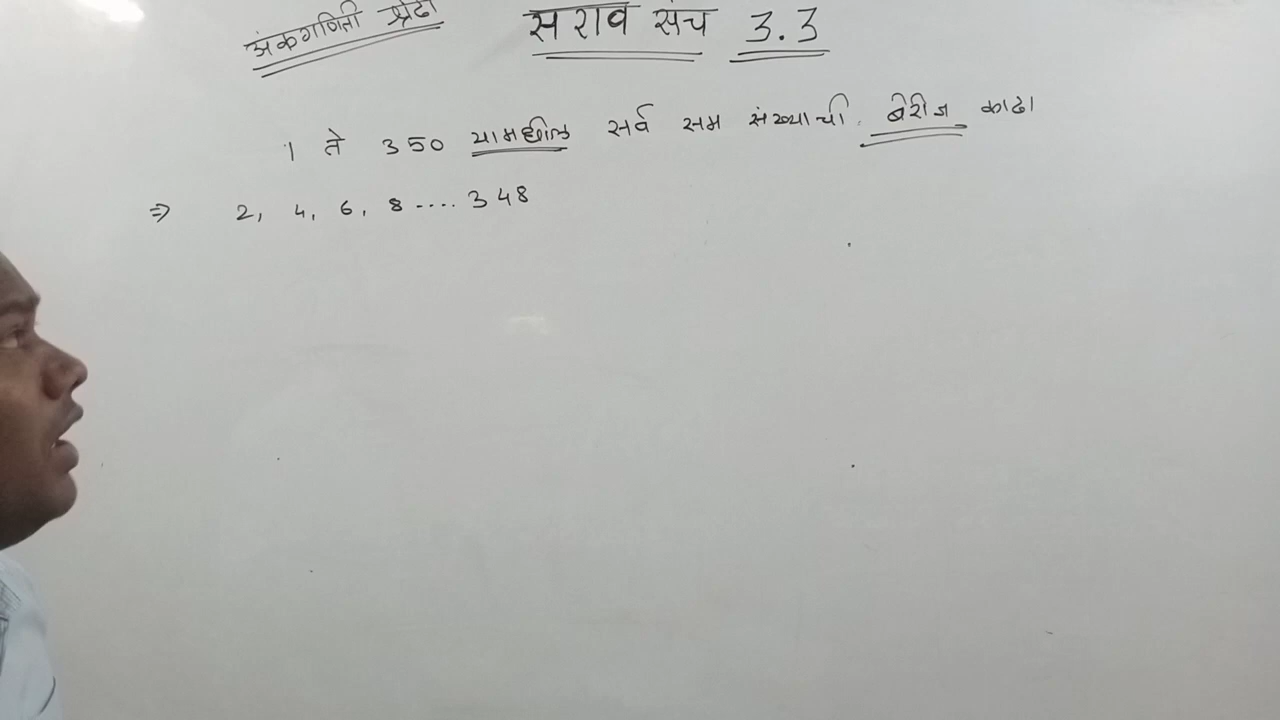 अंकगणिती श्रेढी
सराव संच 3.3
1 ते 350 यामधील सर्व सम संख्याची बेरीज काढा
⇒ 2, 4, 6, 8 .... 348